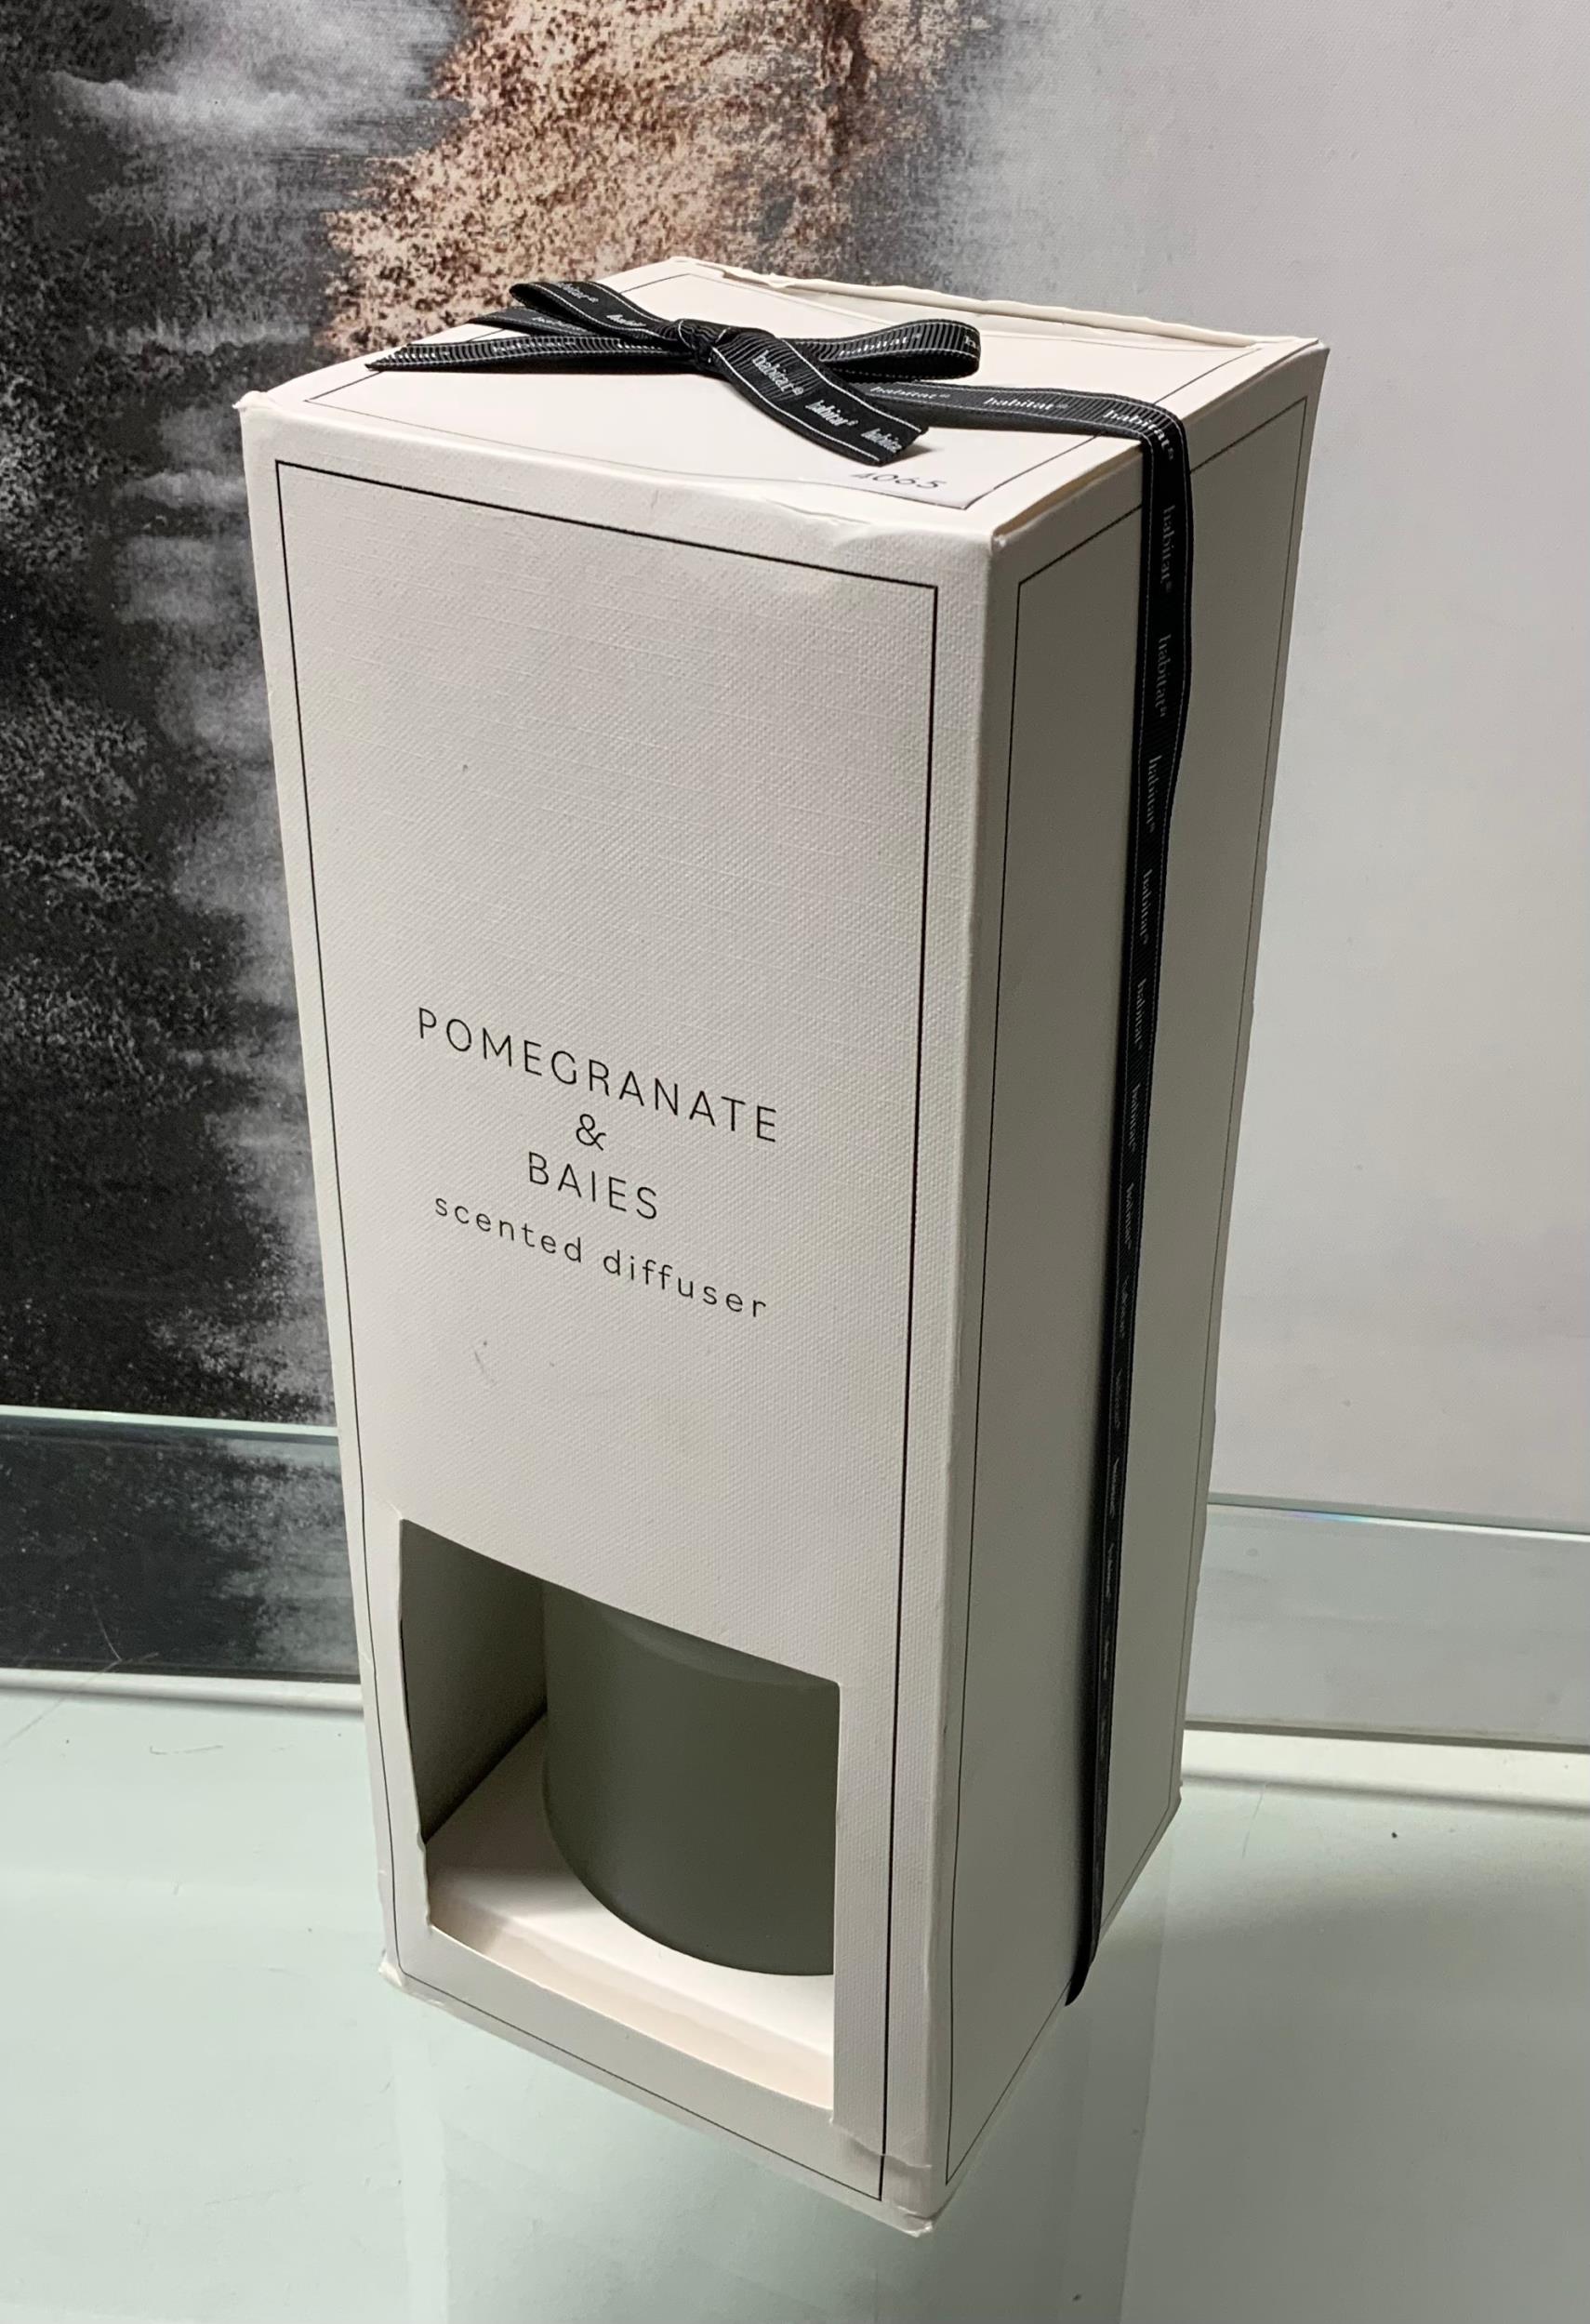 habitat®
4065
POMEGRANATE
&
BAIES
scented diffuser